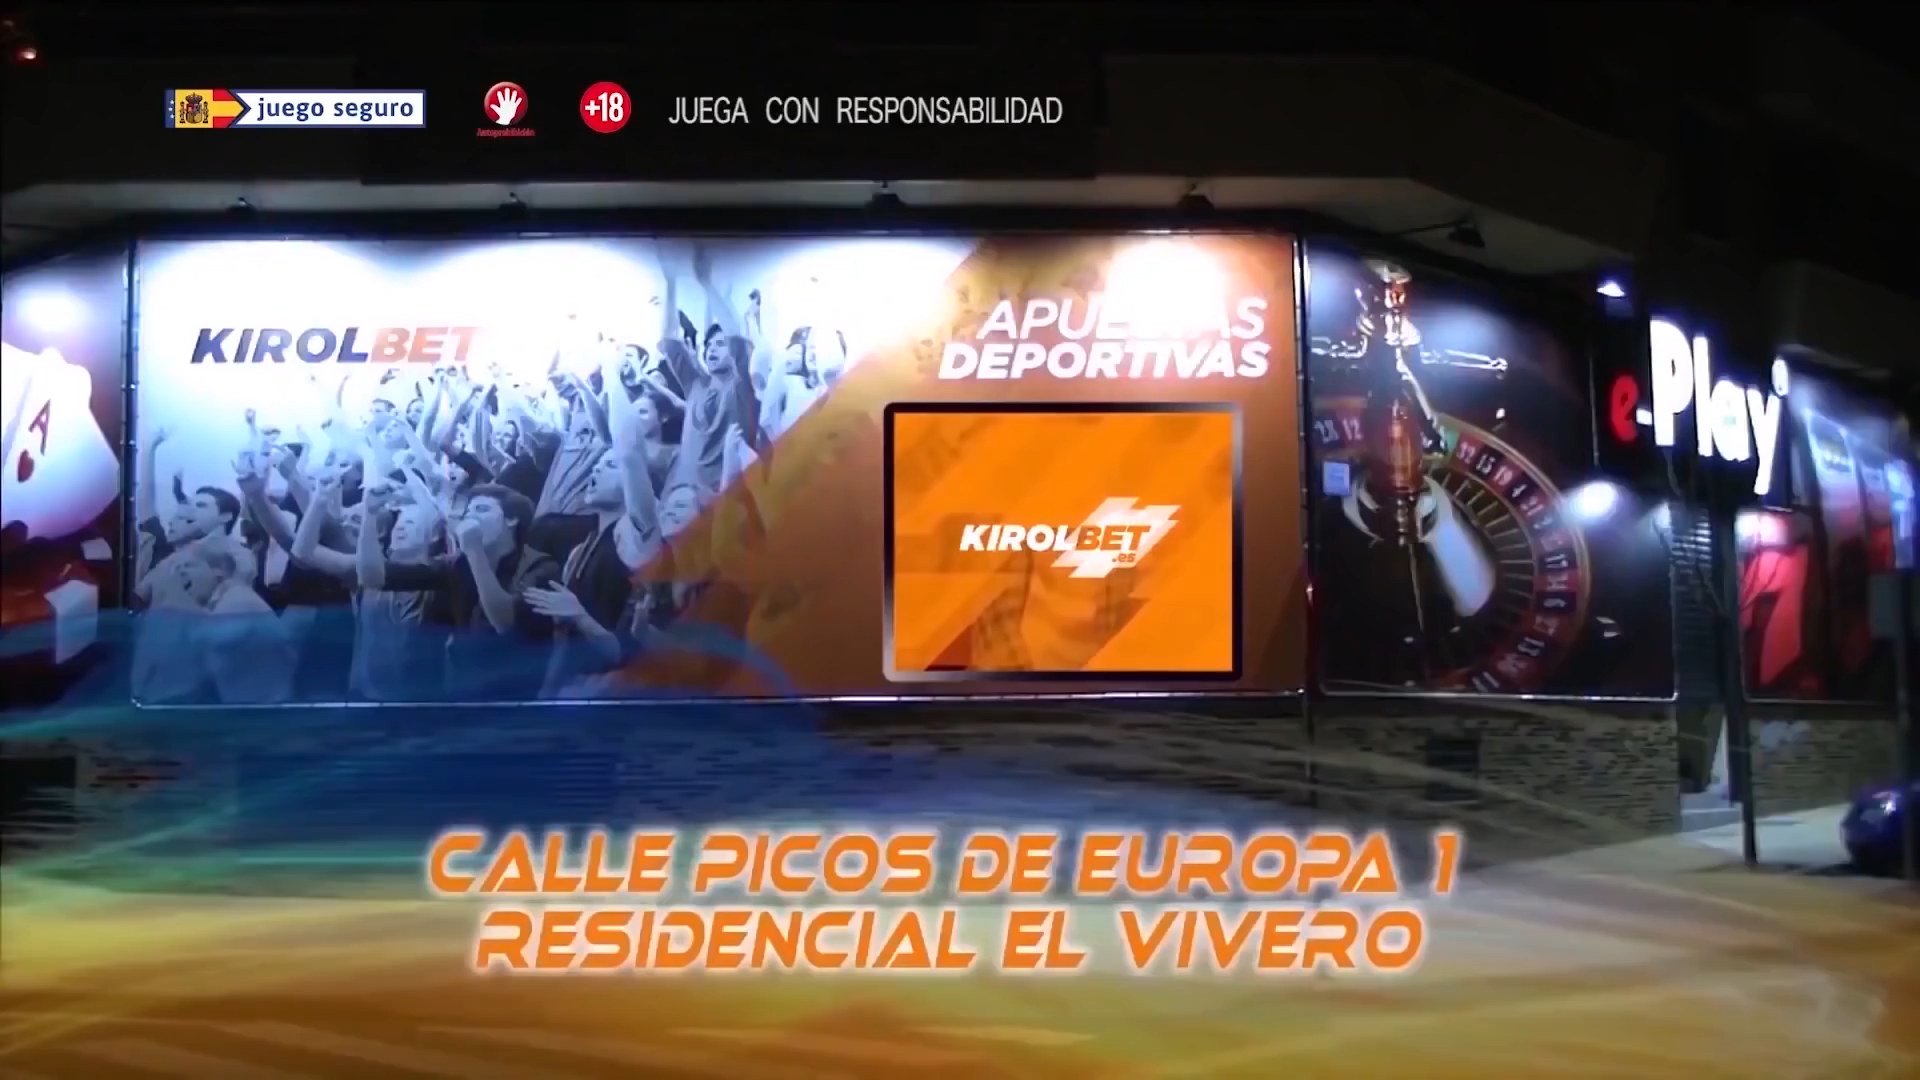 juego seguro
Autoprohibición
+18
JUEGA CON RESPONSABILIDAD
KIROLBET
APUESTAS
DEPORTIVAS
A
KIROLBET
.es
e-Play
CALLE PICOS DE EUROPA 1
RESIDENCIAL EL VIVERO